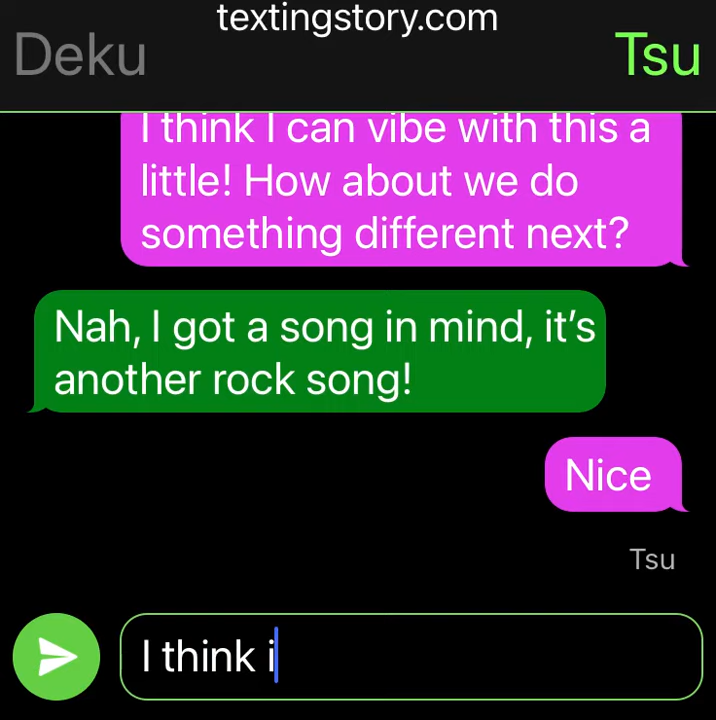 textingstory.com
Deku
Tsu
I think I can vibe with this a
little! How about we do
something different next?
Nah, I got a song in mind, it’s
another rock song!
Nice
Tsu
I think i